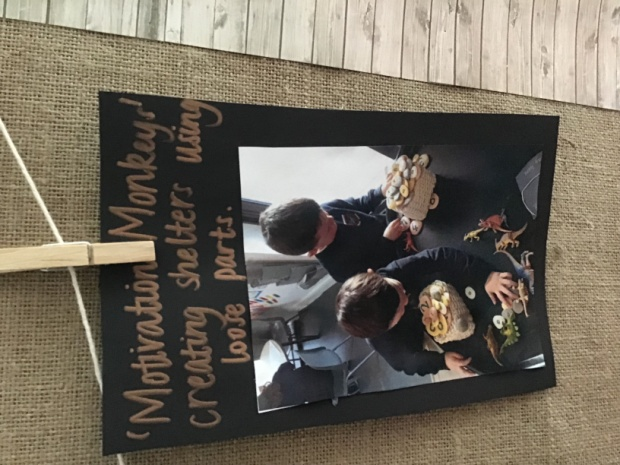 'Motivation Monkeys'
creating shelters using
loose parts.